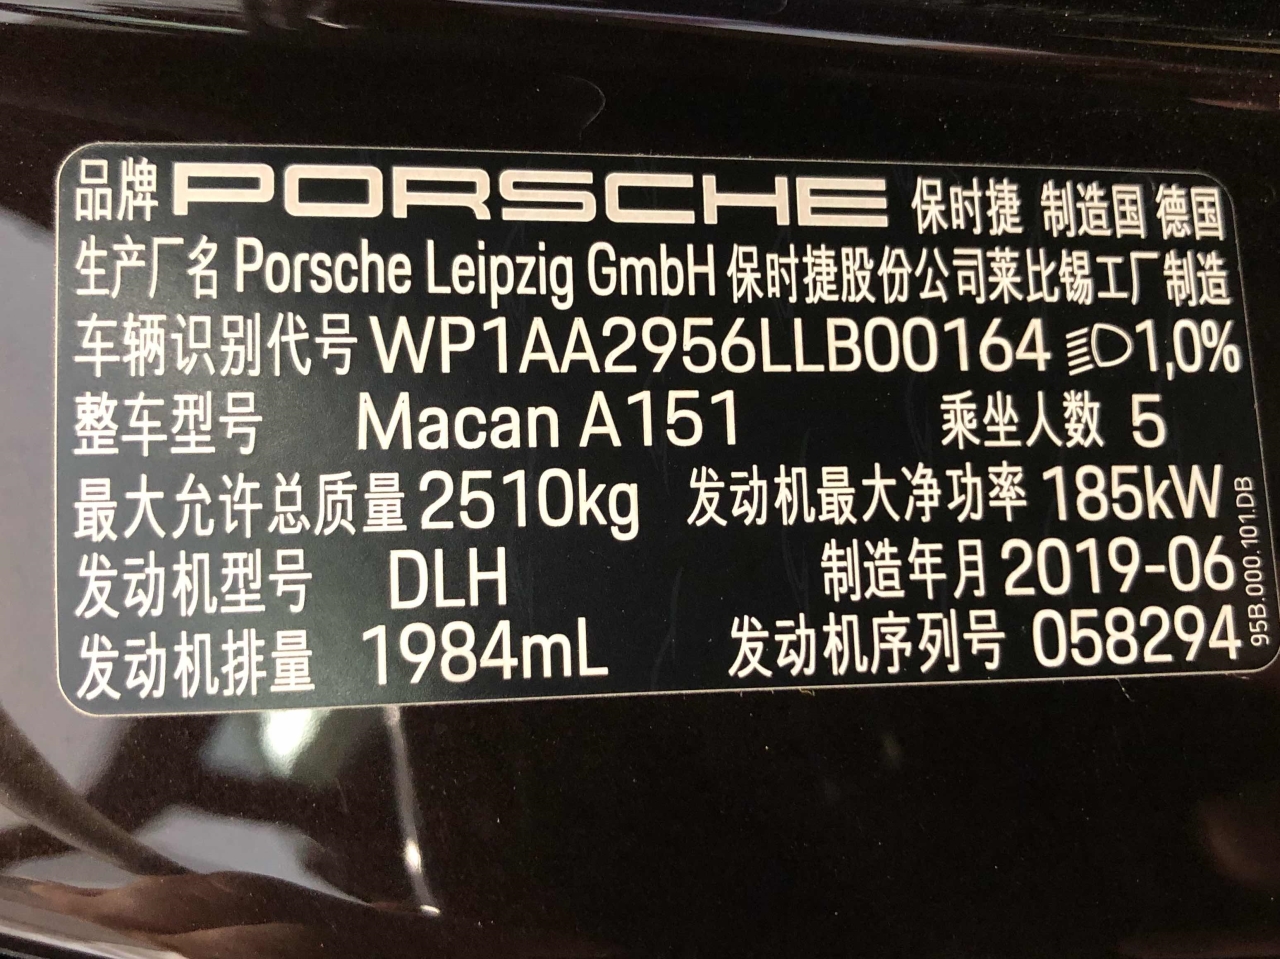 品牌 PORSCHE 保时捷 制造国 德国
生产厂名 Porsche Leipzig GmbH 保时捷股份公司莱比锡工厂 制造
车辆识别代号 WP1AA2956LLB00164 1,0%
整车型号 Macan A151 乘坐人数 5
最大允许总质量 2510kg 发动机最大净功率 185kW
发动机型号 DLH 制造年月 2019-06
发动机排量 1984mL 发动机序列号 058294
95B.000.101.DB